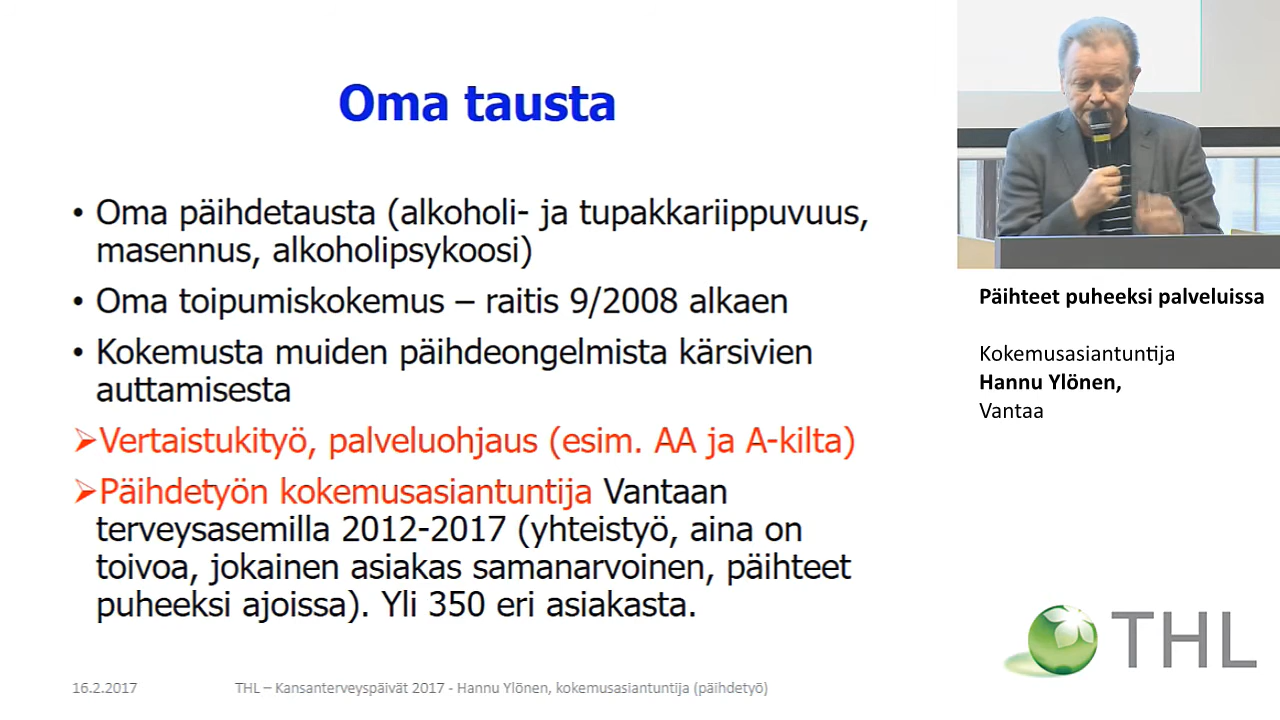 Oma tausta
• Oma päihdetausta (alkoholi- ja tupakkariippuvuus,
masennus, alkoholipsykoosi)
• Oma toipumiskokemus – raitis 9/2008 alkaen
• Kokemusta muiden päihdeongelmista kärsivien
auttamisesta
➢Vertaistukityö, palveluohjaus (esim. AA ja A-kilta)
➢Päihdetyön kokemusasiantuntija Vantaan
terveysasemilla 2012-2017 (yhteistyö, aina on
toivoa, jokainen asiakas samanarvoinen, päihteet
puheeksi ajoissa). Yli 350 eri asiakasta.
16.2.2017 THL – Kansanterveyspäivät 2017 - Hannu Ylönen, kokemusasiantuntija (päihdetyö)
Päihteet puheeksi palveluissa
Kokemusasiantuntija
Hannu Ylönen,
Vantaa
THL